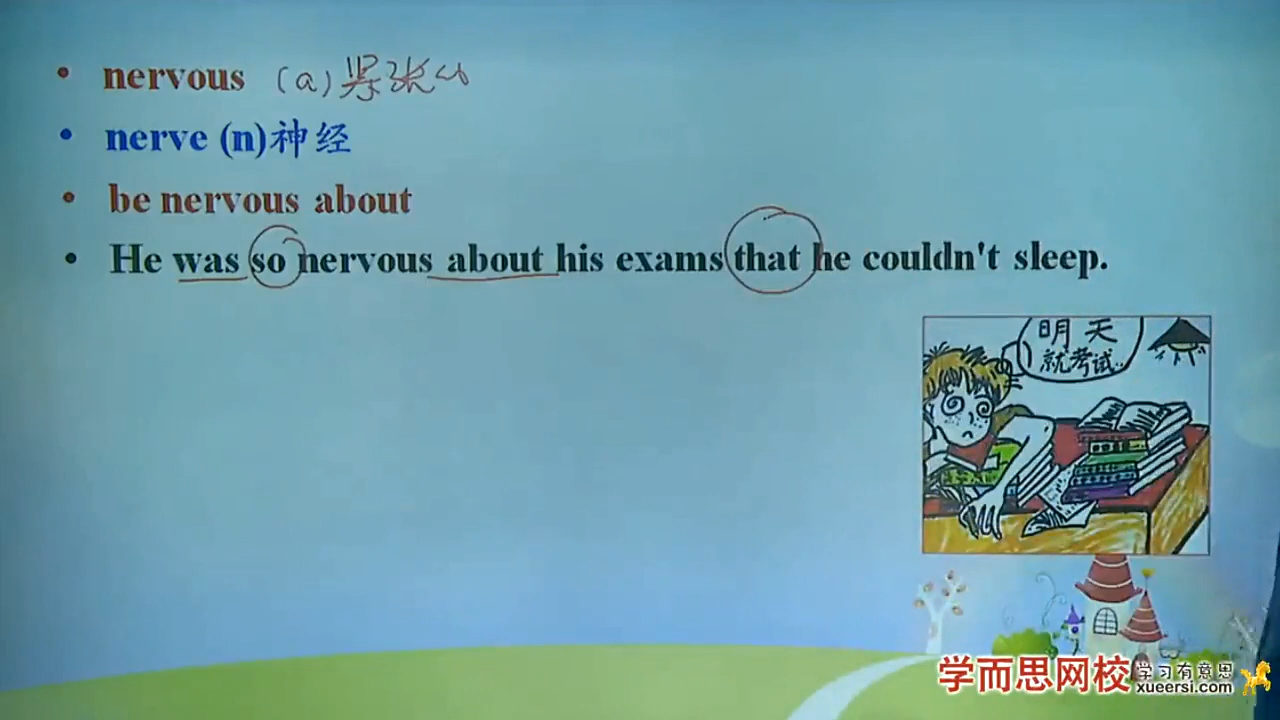 • nervous (a)紧张的
• nerve (n)神经
• be nervous about
• He was so nervous about his exams that he couldn't sleep.
明天
就考试..
学而思网校
学习有意思
xueersi.com